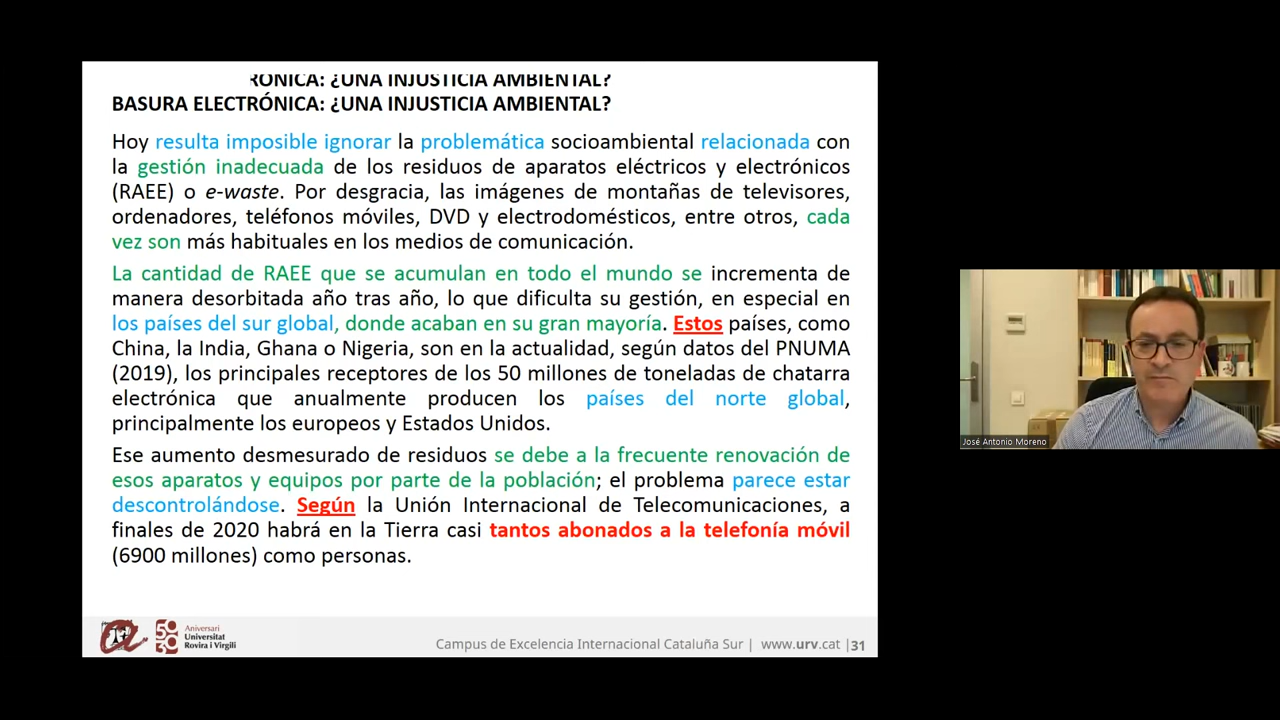 RÓNICA: ¿UNA INJUSTICIA AMBIENTAL?
BASURA ELECTRÓNICA: ¿UNA INJUSTICIA AMBIENTAL?
Hoy resulta imposible ignorar la problemática socioambiental relacionada con
la gestión inadecuada de los residuos de aparatos eléctricos y electrónicos
(RAEE) o e-waste. Por desgracia, las imágenes de montañas de televisores,
ordenadores, teléfonos móviles, DVD y electrodomésticos, entre otros, cada
vez son más habituales en los medios de comunicación.
La cantidad de RAEE que se acumulan en todo el mundo se incrementa de
manera desorbitada año tras año, lo que dificulta su gestión, en especial en
los países del sur global, donde acaban en su gran mayoría. Estos países, como
China, la India, Ghana o Nigeria, son en la actualidad, según datos del PNUMA
(2019), los principales receptores de los 50 millones de toneladas de chatarra
electrónica que anualmente producen los países del norte global,
principalmente los europeos y Estados Unidos.
Ese aumento desmesurado de residuos se debe a la frecuente renovación de
esos aparatos y equipos por parte de la población; el problema parece estar
descontrolándose. Según la Unión Internacional de Telecomunicaciones, a
finales de 2020 habrá en la Tierra casi tantos abonados a la telefonía móvil
(6900 millones) como personas.
Aniversari
Universitat
Rovira i Virgili
Campus de Excelencia Internacional Cataluña Sur | www.urv.cat |31
José Antonio Moreno